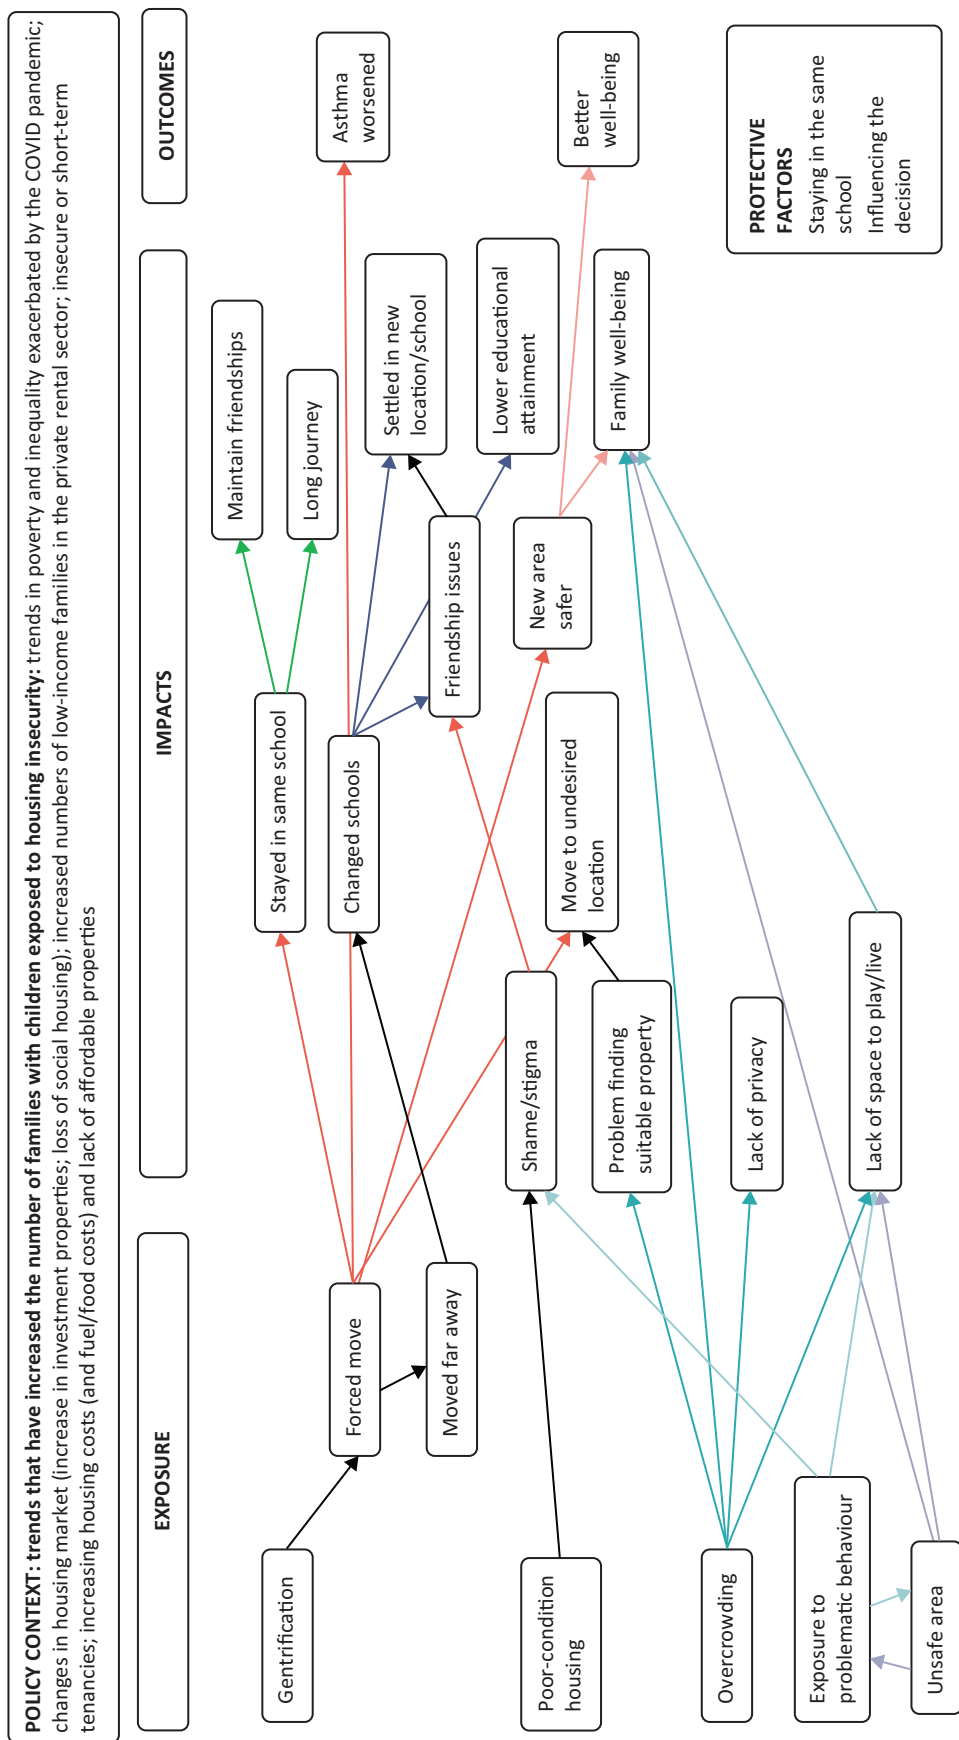 POLICY CONTEXT: trends that have increased the number of families with children exposed to housing insecurity: trends in poverty and inequality exacerbated by the COVID pandemic;
changes in housing market (increase in investment properties; loss of social housing); increased numbers of low-income families in the private rental sector; insecure or short-term
tenancies; increasing housing costs (and fuel/food costs) and lack of affordable properties
EXPOSURE
IMPACTS
OUTCOMES
Gentrification
Forced move
Moved far away
Poor-condition
housing
Overcrowding
Exposure to
problematic behaviour
Unsafe area
Stayed in same school
Changed schools
Shame/stigma
Move to undesired
location
Problem finding
suitable property
Lack of privacy
Lack of space to play/live
Maintain friendships
Long journey
Settled in new
location/school
Friendship issues
Lower educational
attainment
New area
safer
Family well-being
Asthma
worsened
Better
well-being
PROTECTIVE
FACTORS
Staying in the same
school
Influencing the
decision